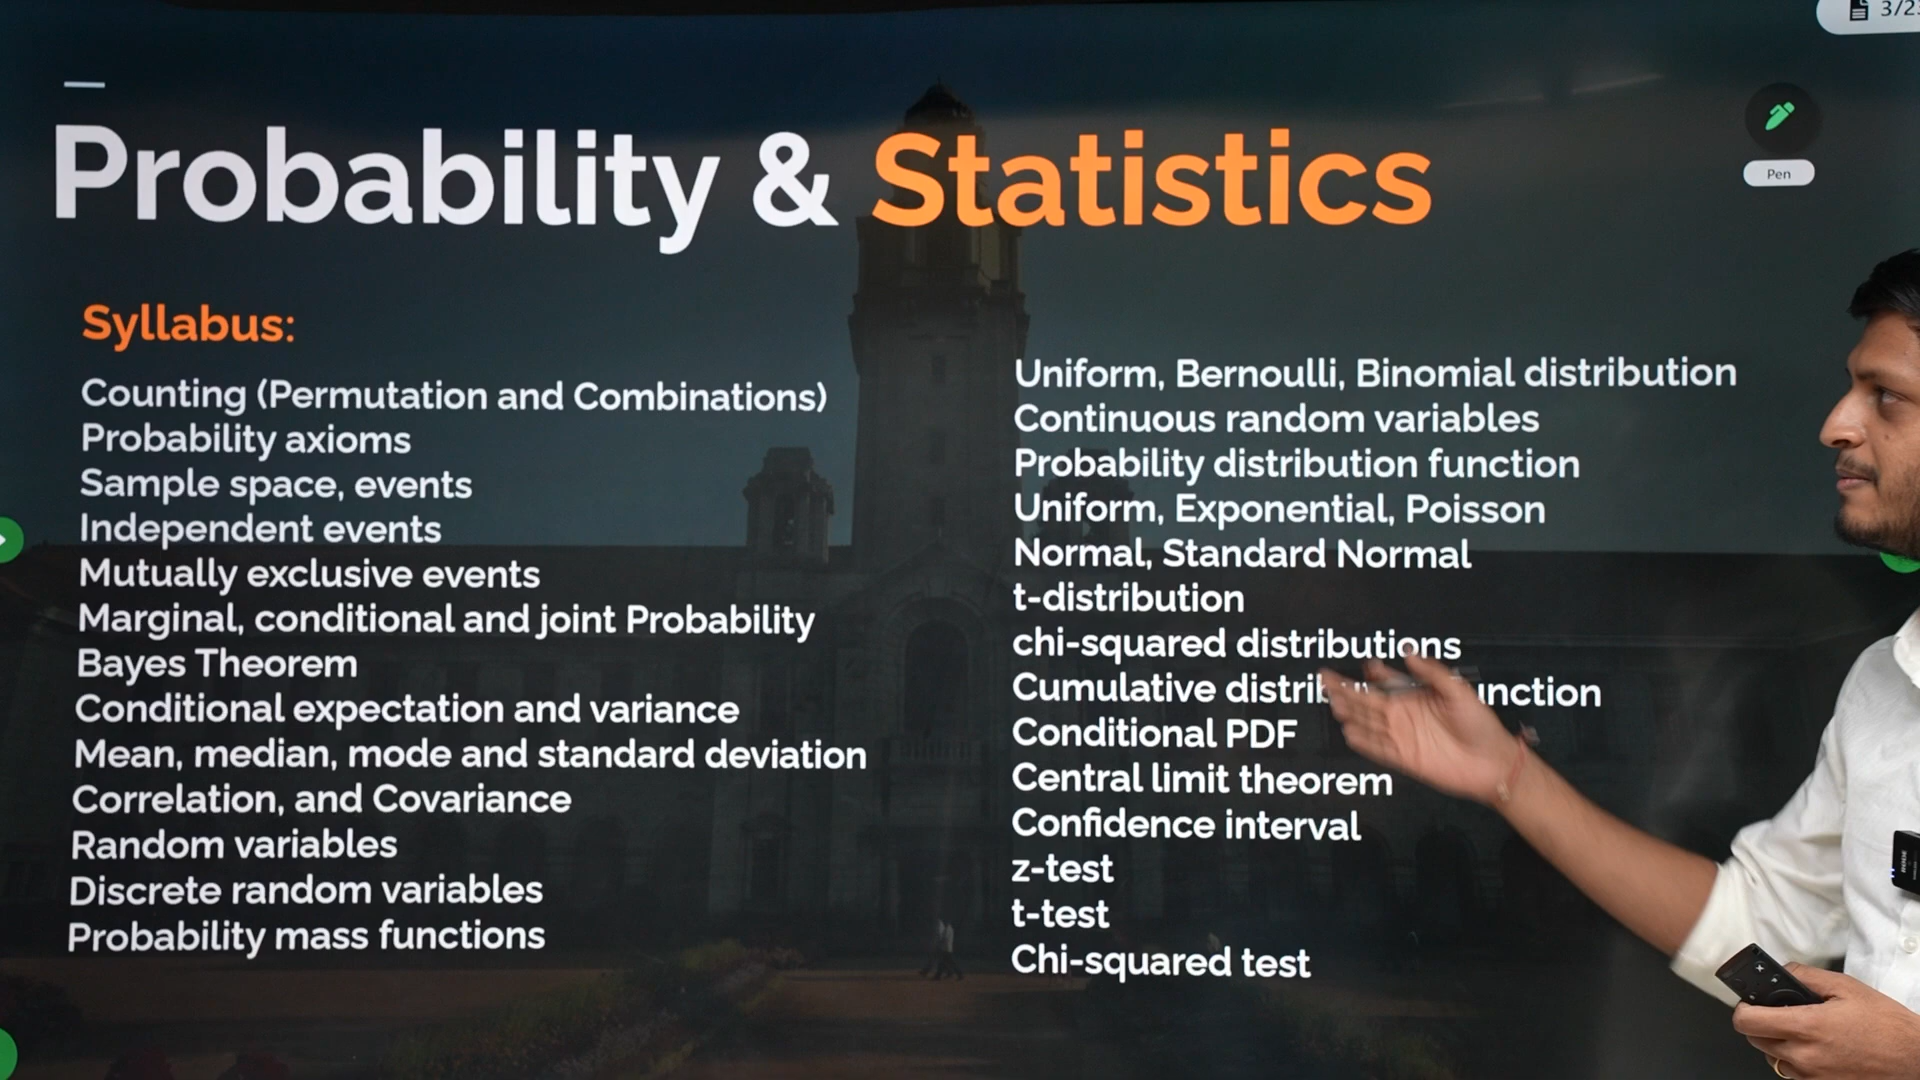 3/23
Pen
Probability & Statistics
Syllabus:
Counting (Permutation and Combinations)
Probability axioms
Sample space, events
Independent events
Mutually exclusive events
Marginal, conditional and joint Probability
Bayes Theorem
Conditional expectation and variance
Mean, median, mode and standard deviation
Correlation, and Covariance
Random variables
Discrete random variables
Probability mass functions
Uniform, Bernoulli, Binomial distribution
Continuous random variables
Probability distribution function
Uniform, Exponential, Poisson
Normal, Standard Normal
t-distribution
chi-squared distributions
Cumulative
Conditional PDF
Central limit theorem
Confidence interval
z-test
t-test
Chi-squared test